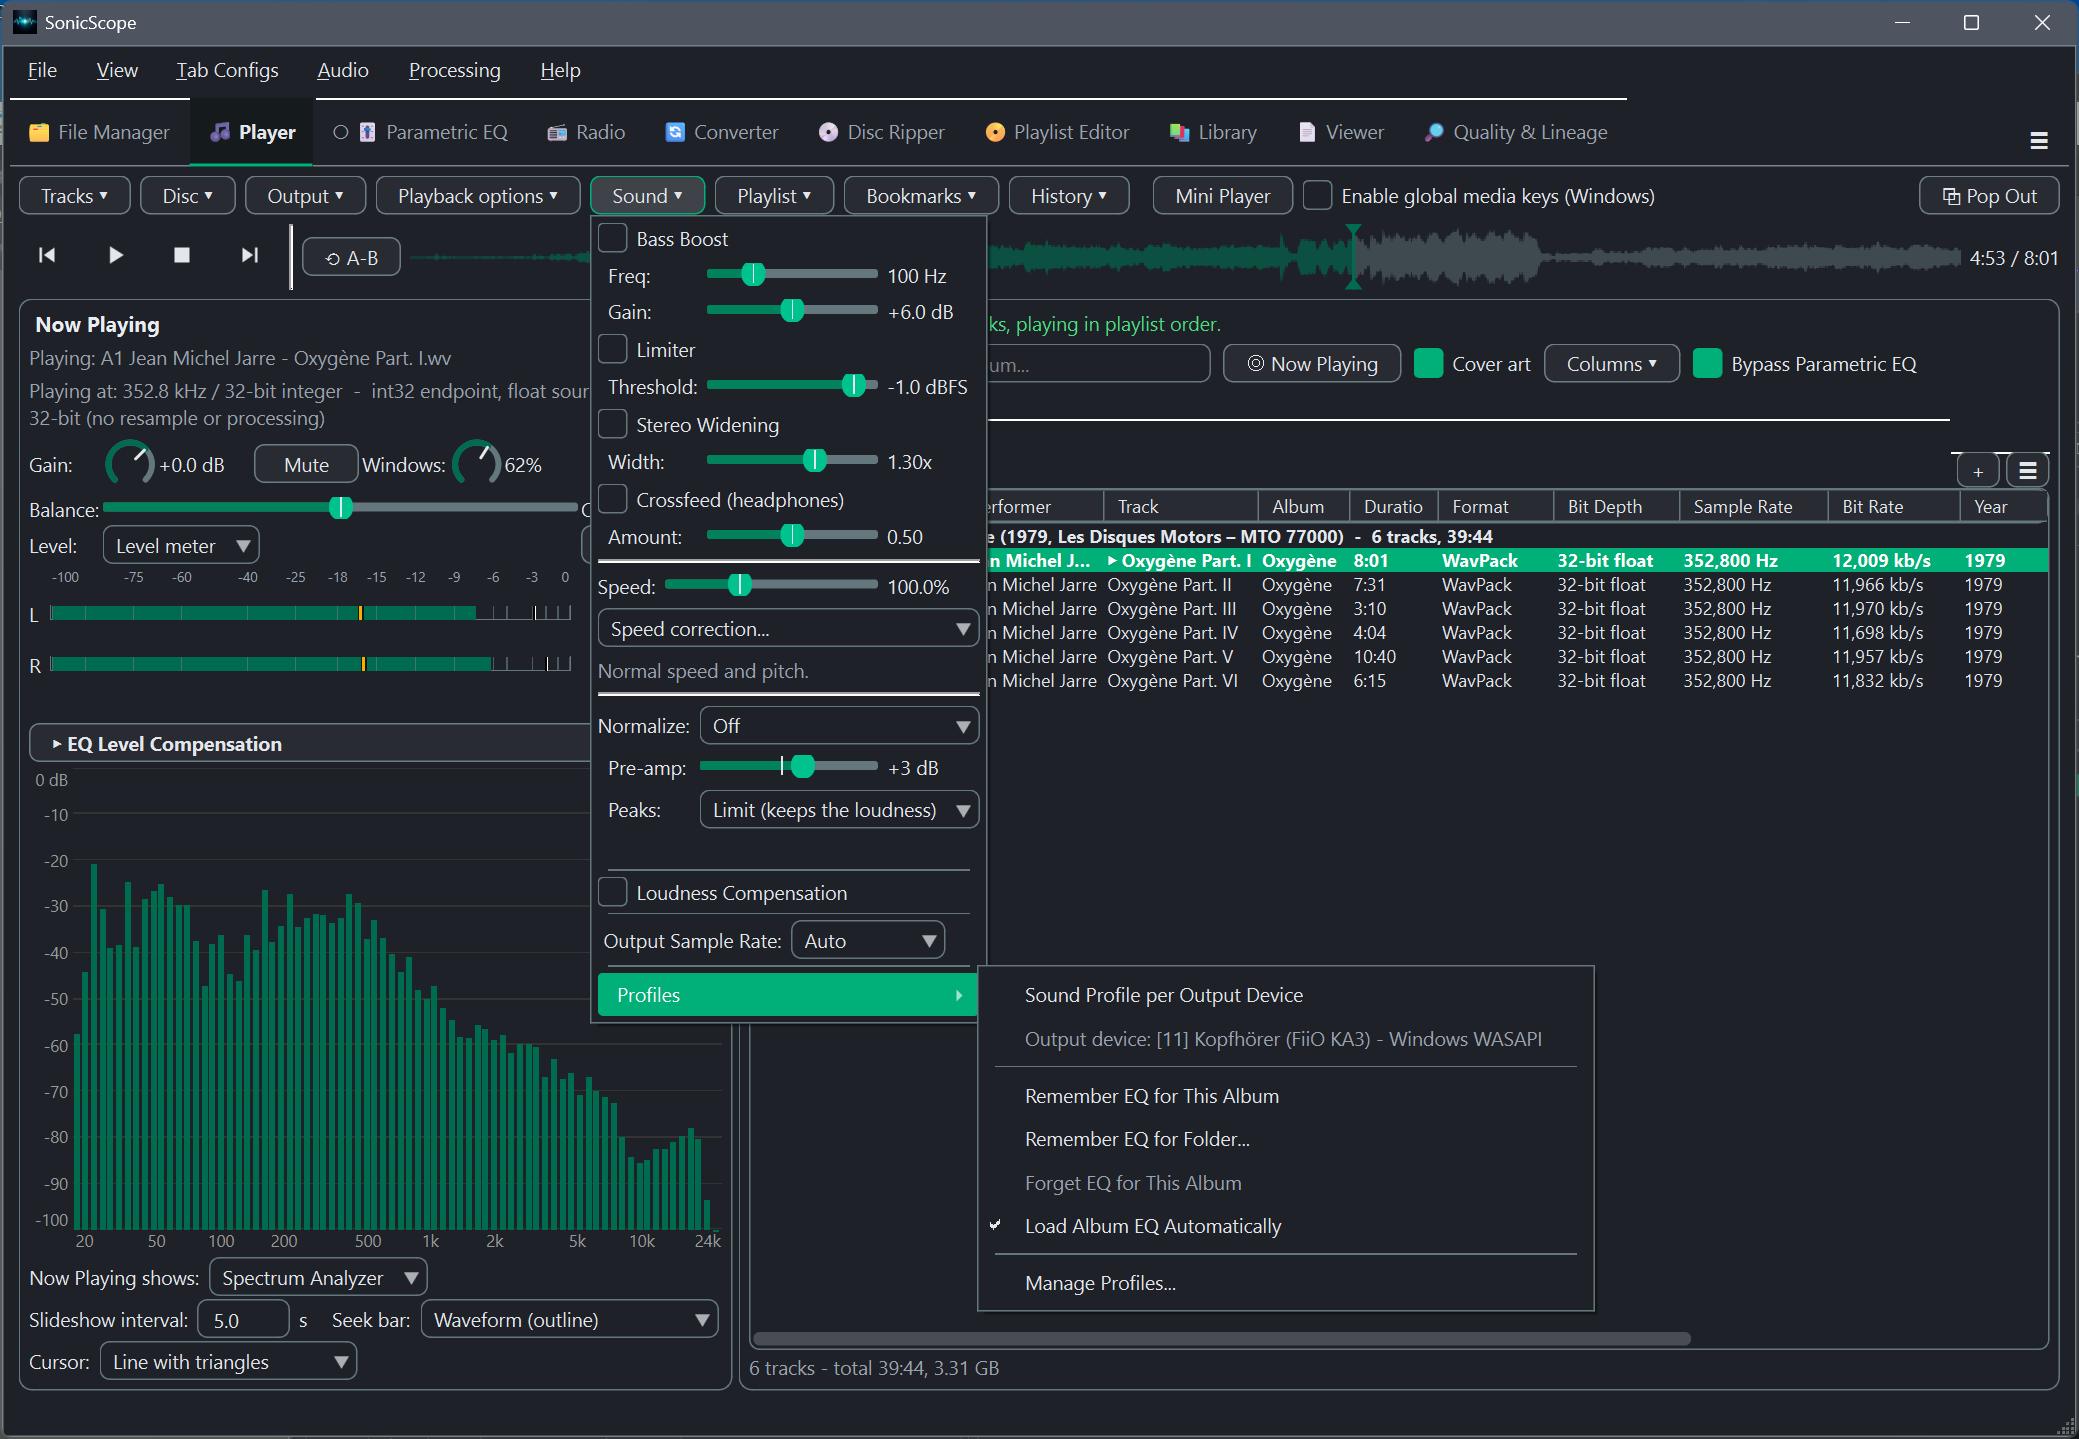 SonicScope
File View Tab Configs Audio Processing Help
File Manager Player Parametric EQ Radio Converter Disc Ripper Playlist Editor Library Viewer Quality & Lineage
Tracks Disc Output Playback options Sound Playlist Bookmarks History Mini Player Enable global media keys (Windows) Pop Out
A-B 4:53 / 8:01
Bass Boost
Freq: 100 Hz
Gain: +6.0 dB
Limiter
Threshold: -1.0 dBFS
Stereo Widening
Width: 1.30x
Crossfeed (headphones)
Amount: 0.50
Speed: 100.0%
Speed correction...
Normal speed and pitch.
Normalize: Off
Pre-amp: +3 dB
Peaks: Limit (keeps the loudness)
Loudness Compensation
Output Sample Rate: Auto
Profiles
Sound Profile per Output Device
Output device: [11] Kopfhörer (FiiO KA3) - Windows WASAPI
Remember EQ for This Album
Remember EQ for Folder...
Forget EQ for This Album
Load Album EQ Automatically
Manage Profiles...
Now Playing
Playing: A1 Jean Michel Jarre - Oxygène Part. I.wv
Playing at: 352.8 kHz / 32-bit integer - int32 endpoint, float sour
32-bit (no resample or processing)
Gain: +0.0 dB Mute Windows: 62%
Balance: C
Level: Level meter
-100 -75 -60 -40 -25 -18 -15 -12 -9 -6 -3 0
L
R
EQ Level Compensation
0 dB
-10
-20
-30
-40
-50
-60
-70
-80
-90
-100
20 50 100 200 500 1k 2k 5k 10k 24k
Now Playing shows: Spectrum Analyzer
Slideshow interval: 5.0 s Seek bar: Waveform (outline)
Cursor: Line with triangles
ks, playing in playlist order.
um... Now Playing Cover art Columns Bypass Parametric EQ
+
erformer Track Album Duratio Format Bit Depth Sample Rate Bit Rate Year
e (1979, Les Disques Motors – MTO 77000) - 6 tracks, 39:44
n Michel J... Oxygène Part. I Oxygène 8:01 WavPack 32-bit float 352,800 Hz 12,009 kb/s 1979
n Michel Jarre Oxygène Part. II Oxygène 7:31 WavPack 32-bit float 352,800 Hz 11,966 kb/s 1979
n Michel Jarre Oxygène Part. III Oxygène 3:10 WavPack 32-bit float 352,800 Hz 11,970 kb/s 1979
n Michel Jarre Oxygène Part. IV Oxygène 4:04 WavPack 32-bit float 352,800 Hz 11,698 kb/s 1979
n Michel Jarre Oxygène Part. V Oxygène 10:40 WavPack 32-bit float 352,800 Hz 11,957 kb/s 1979
n Michel Jarre Oxygène Part. VI Oxygène 6:15 WavPack 32-bit float 352,800 Hz 11,832 kb/s 1979
6 tracks - total 39:44, 3.31 GB